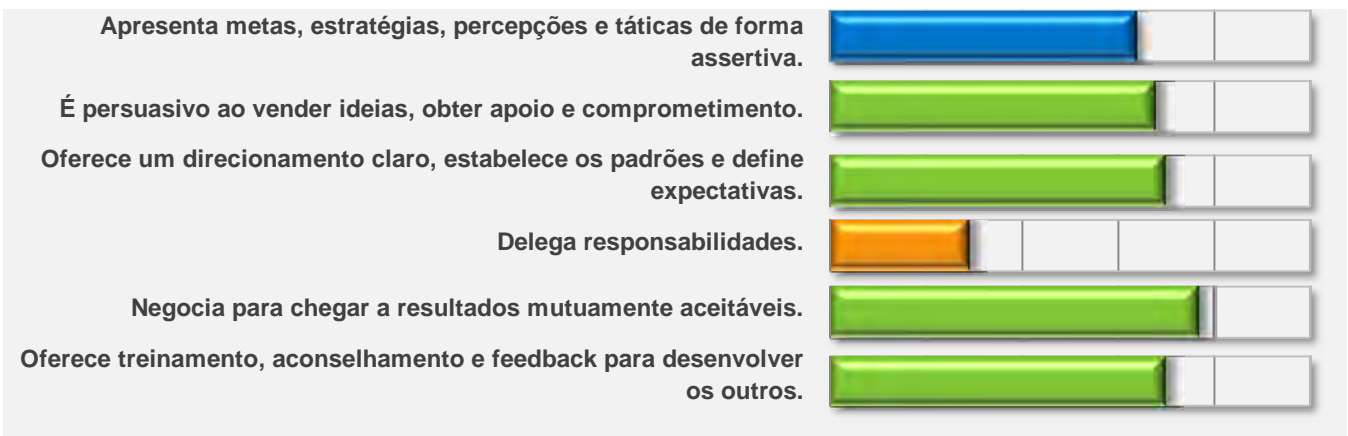 Apresenta metas, estratégias, percepções e táticas de forma
assertiva.
É persuasivo ao vender ideias, obter apoio e comprometimento.
Oferece um direcionamento claro, estabelece os padrões e define
expectativas.
Delega responsabilidades.
Negocia para chegar a resultados mutuamente aceitáveis.
Oferece treinamento, aconselhamento e feedback para desenvolver
os outros.